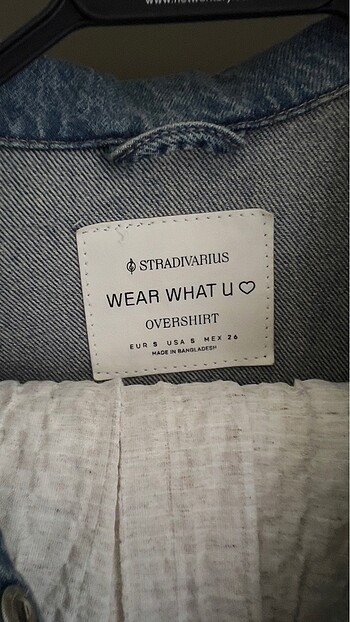 STRADIVARIUS
WEAR WHAT U ♡
OVERSHIRT
EUR S USA S MEX 26
MADE IN BANGLADESH